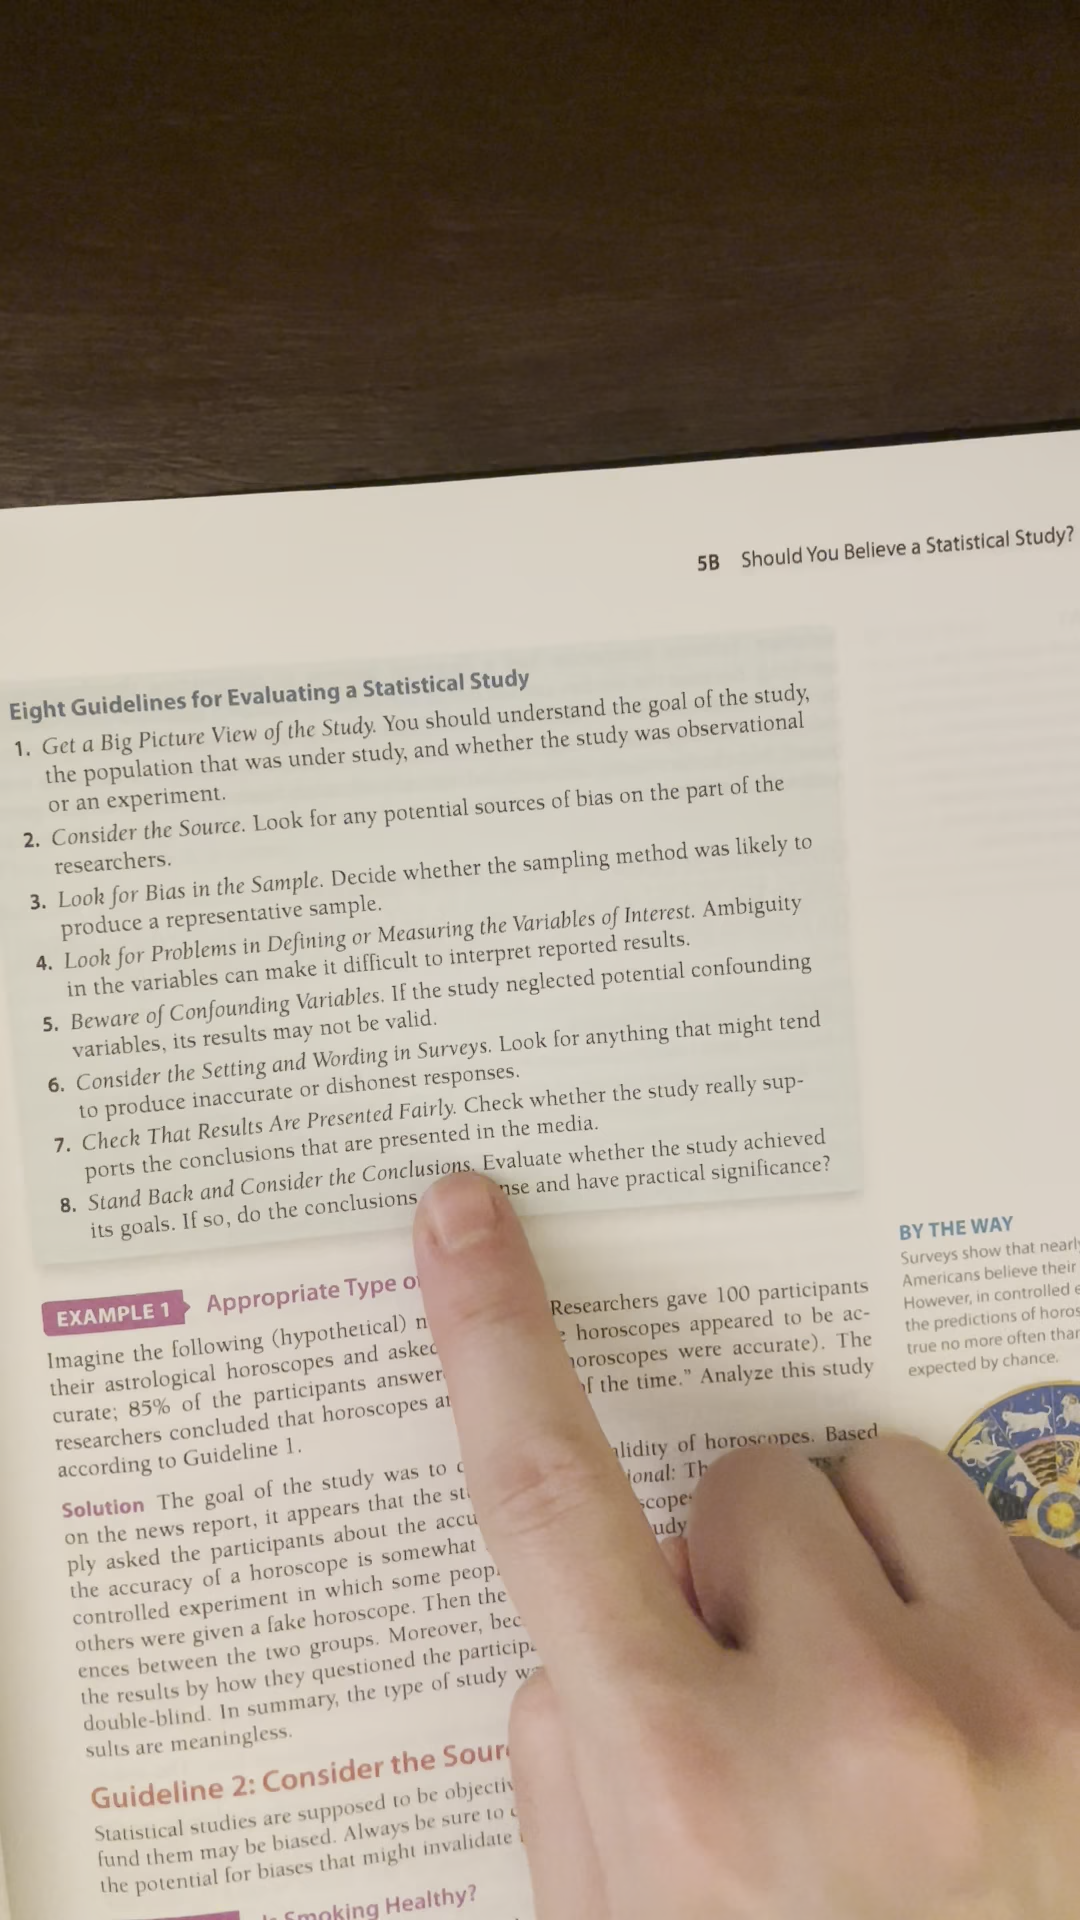 5B Should You Believe a Statistical Study?
Eight Guidelines for Evaluating a Statistical Study
1. Get a Big Picture View of the Study. You should understand the goal of the study,
the population that was under study, and whether the study was observational
or an experiment.
2. Consider the Source. Look for any potential sources of bias on the part of the
researchers.
3. Look for Bias in the Sample. Decide whether the sampling method was likely to
produce a representative sample.
4. Look for Problems in Defining or Measuring the Variables of Interest. Ambiguity
in the variables can make it difficult to interpret reported results.
5. Beware of Confounding Variables. If the study neglected potential confounding
variables, its results may not be valid.
6. Consider the Setting and Wording in Surveys. Look for anything that might tend
to produce inaccurate or dishonest responses.
7. Check That Results Are Presented Fairly. Check whether the study really sup-
ports the conclusions that are presented in the media.
8. Stand Back and Consider the Conclusions. Evaluate whether the study achieved
its goals. If so, do the conclusions and have practical significance?
EXAMPLE 1 Appropriate Type
Imagine the following (hypothetical) Researchers gave 100 participants
their astrological horoscopes and asked horoscopes appeared to be ac-
curate; 85% of the participants horoscopes were accurate). The
researchers concluded that horoscopes of the time.” Analyze this study
according to Guideline 1.
Solution The goal of the study was to validity of horoscopes. Based
on the news report, it appears that the
ply asked the participants about the
the accuracy of a horoscope is somewhat
controlled experiment in which some
others were given a fake horoscope. Then the
ences between the two groups. Moreover,
the results by how they questioned the
double-blind. In summary, the type of study
sults are meaningless.
Guideline 2: Consider the
Statistical studies are supposed to be
fund them may be biased. Always be sure to
the potential for biases that might invalidate
Smoking Healthy?
BY THE WAY
Surveys show that nearly
Americans believe their
However, in controlled
the predictions of
true no more often than
expected by chance.